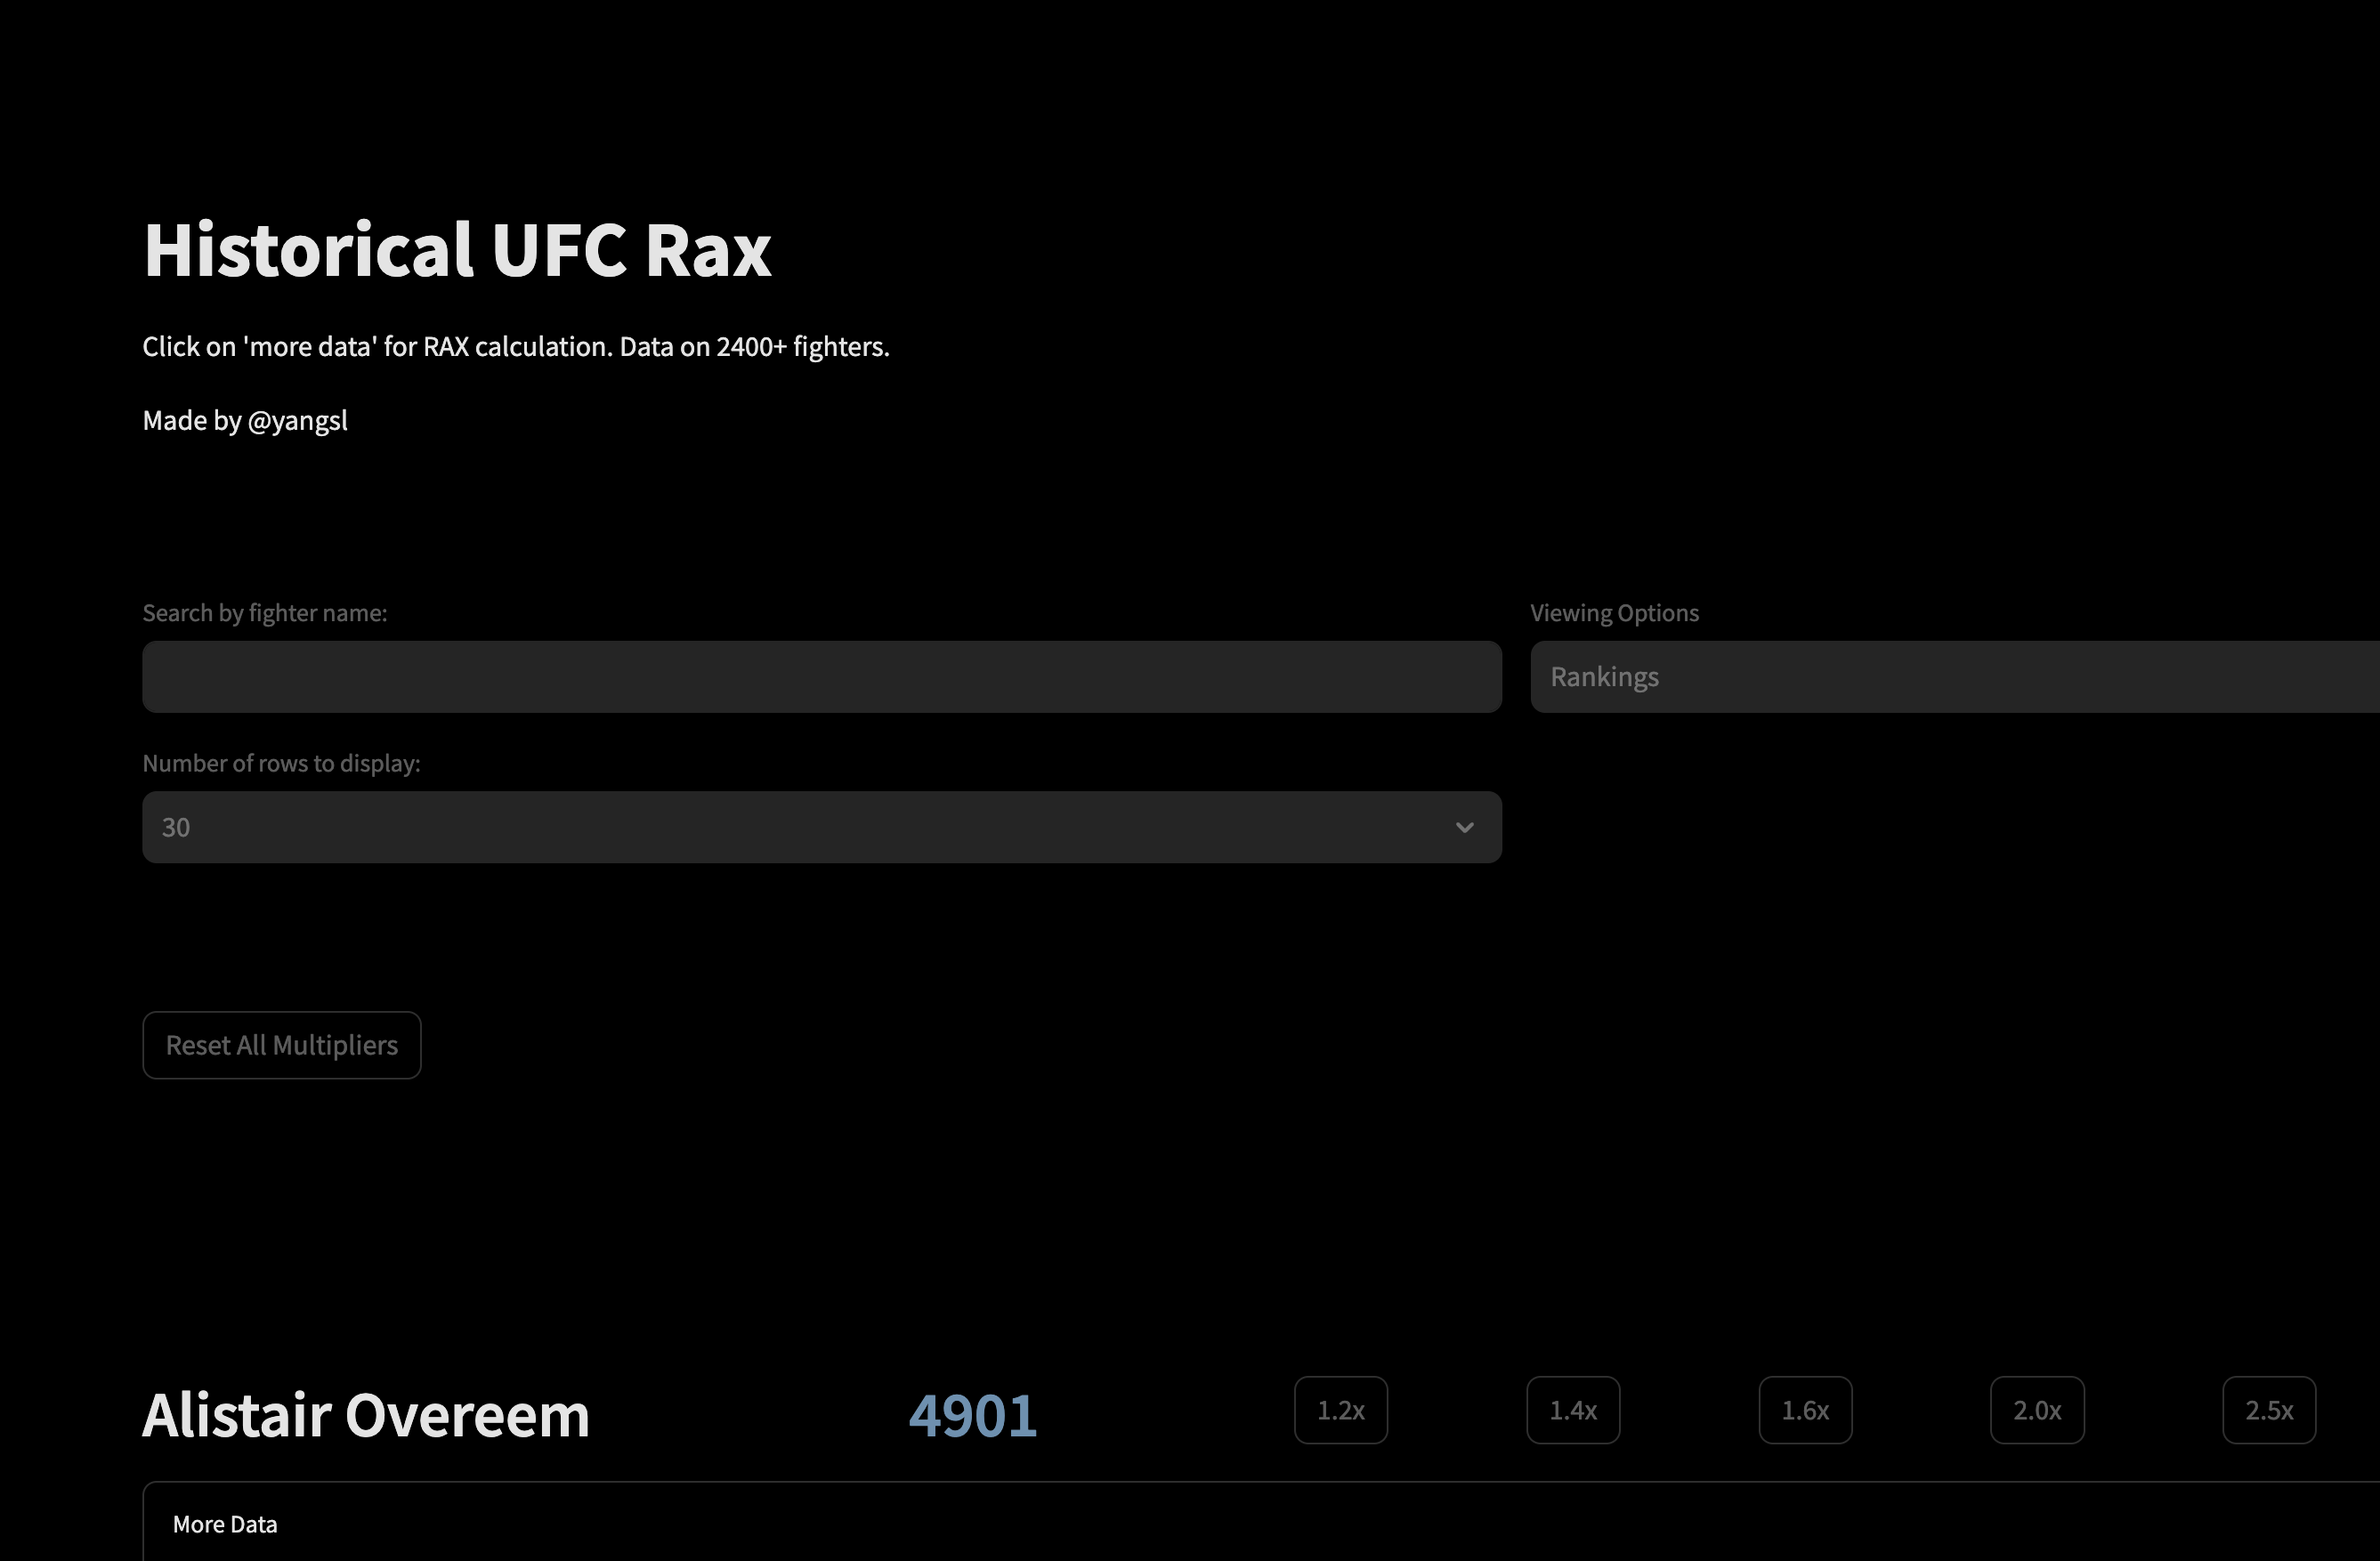 Historical UFC Rax
Click on 'more data' for RAX calculation. Data on 2400+ fighters.
Made by @yangsl
Search by fighter name:
Viewing Options
Rankings
Number of rows to display:
30
Reset All Multipliers
Alistair Overeem
4901
1.2x
1.4x
1.6x
2.0x
2.5x
More Data